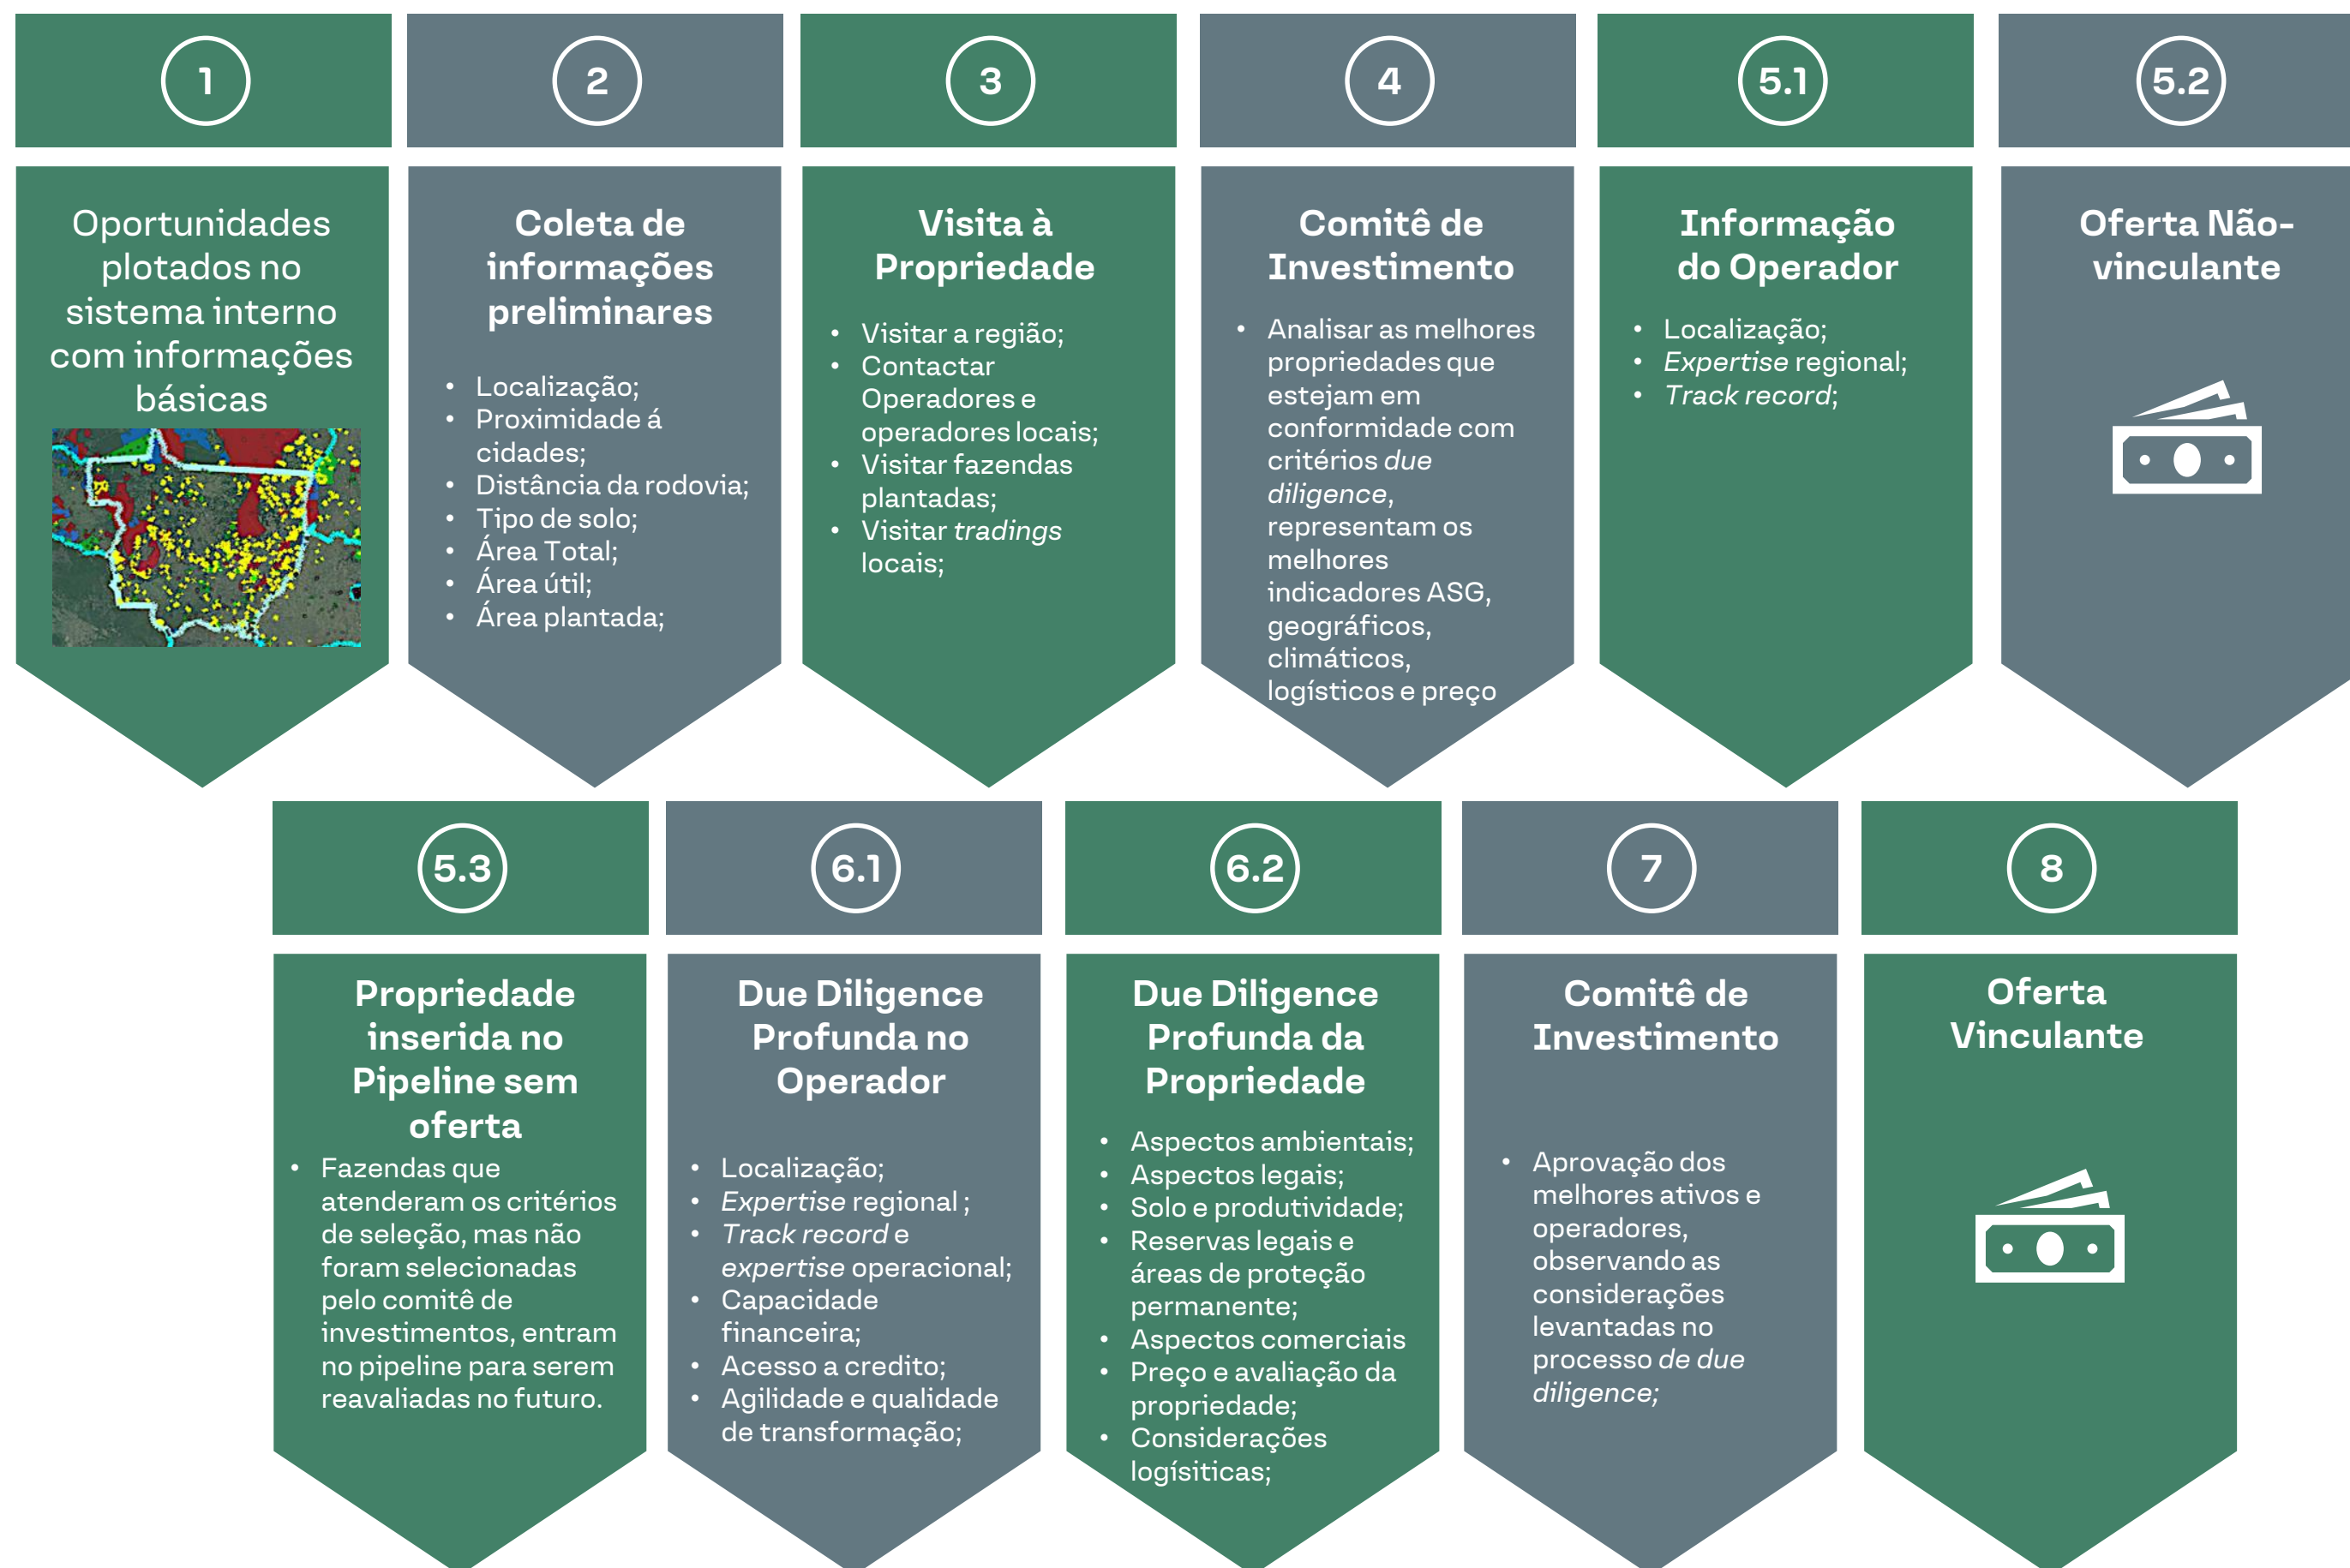 1
Oportunidades
plotados no
sistema interno
com informações
básicas
2
Coleta de
informações
preliminares
• Localização;
• Proximidade á
cidades;
• Distância da rodovia;
• Tipo de solo;
• Área Total;
• Área útil;
• Área plantada;
3
Visita à
Propriedade
• Visitar a região;
• Contactar
Operadores e
operadores locais;
• Visitar fazendas
plantadas;
• Visitar tradings
locais;
4
Comitê de
Investimento
• Analisar as melhores
propriedades que
estejam em
conformidade com
critérios due
diligence,
representam os
melhores
indicadores ASG,
geográficos,
climáticos,
logísticos e preço
5.1
Informação
do Operador
• Localização;
• Expertise regional;
• Track record;
5.2
Oferta Não-
vinculante
5.3
Propriedade
inserida no
Pipeline sem
oferta
• Fazendas que
atenderam os critérios
de seleção, mas não
foram selecionadas
pelo comitê de
investimentos, entram
no pipeline para serem
reavaliadas no futuro.
6.1
Due Diligence
Profunda no
Operador
• Localização;
• Expertise regional ;
• Track record e
expertise operacional;
• Capacidade
financeira;
• Acesso a credito;
• Agilidade e qualidade
de transformação;
6.2
Due Diligence
Profunda da
Propriedade
• Aspectos ambientais;
• Aspectos legais;
• Solo e produtividade;
• Reservas legais e
áreas de proteção
permanente;
• Aspectos comerciais
• Preço e avaliação da
propriedade;
• Considerações
logísiticas;
7
Comitê de
Investimento
• Aprovação dos
melhores ativos e
operadores,
observando as
considerações
levantadas no
processo de due
diligence;
8
Oferta
Vinculante